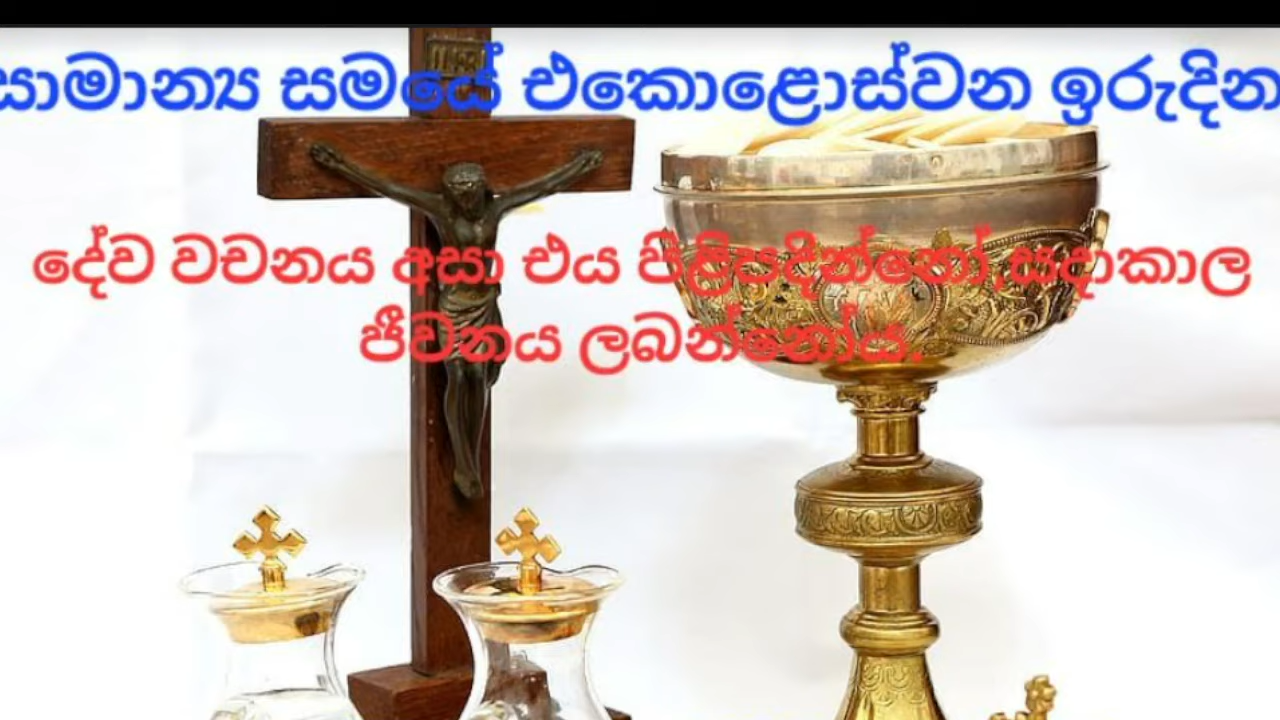 සාමාන්‍ය සමයේ එකොළොස්වන ඉරුදින
දේව වචනය අසා එය පිළිපදින්නෝ,සදාකාල
ජීවනය ලබන්නෝය.